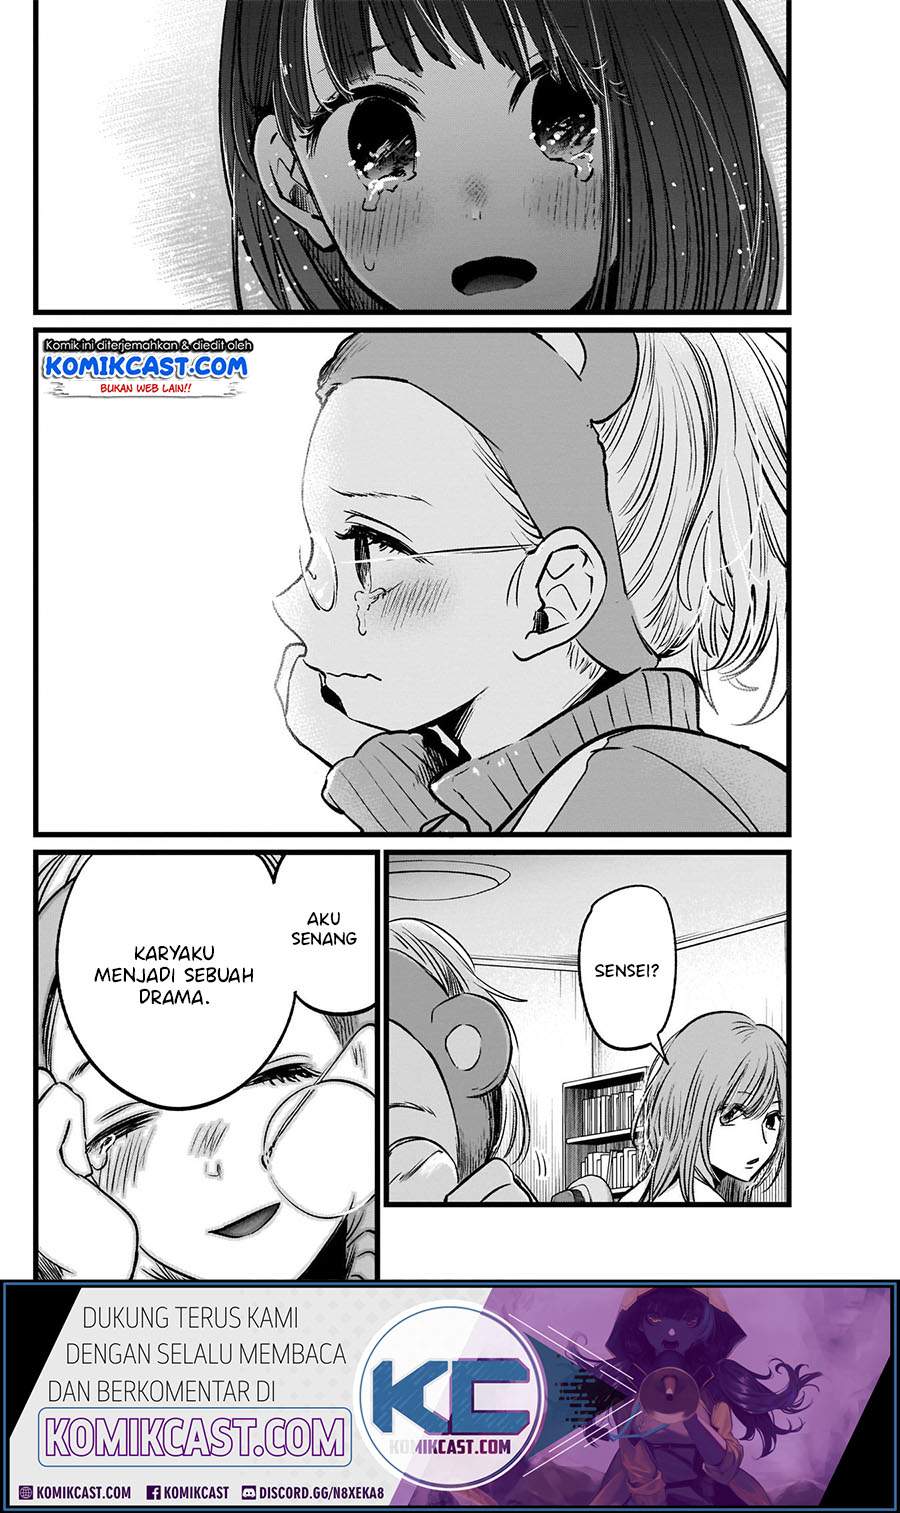 Komik ini diterjemahkan & diedit oleh
KOMIKCAST.COM
BUKAN WEB LAIN!!
SENSEI?
AKU
SENANG
KARYAKU
MENJADI SEBUAH
DRAMA.
DUKUNG TERUS KAMI
DENGAN SELALU MEMBACA
DAN BERKOMENTAR DI
KOMIKCAST.COM
KC
KOMIKCAST.COM
KOMIKCAST.COM KOMIKCAST DISCORD.GG/N8XEKA8